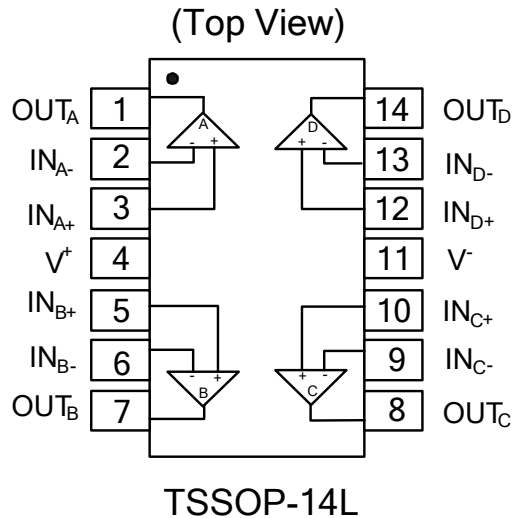 (Top View)
OUTA 1 A D 14 OUTD
INA- 2 - + + - 13 IND-
INA+ 3 12 IND+
V+ 4 11 V-
INB+ 5 10 INC+
INB- 6 - + + - 9 INC-
OUTB 7 B C 8 OUTC
TSSOP-14L